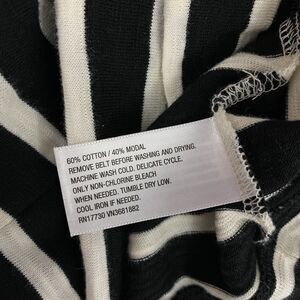 60% COTTON / 40% MODAL
REMOVE BELT BEFORE WASHING AND DRYING.
MACHINE WASH COLD. DELICATE CYCLE.
ONLY NON-CHLORINE BLEACH
WHEN NEEDED. TUMBLE DRY LOW.
COOL IRON IF NEEDED.
RN17730 VN3681882